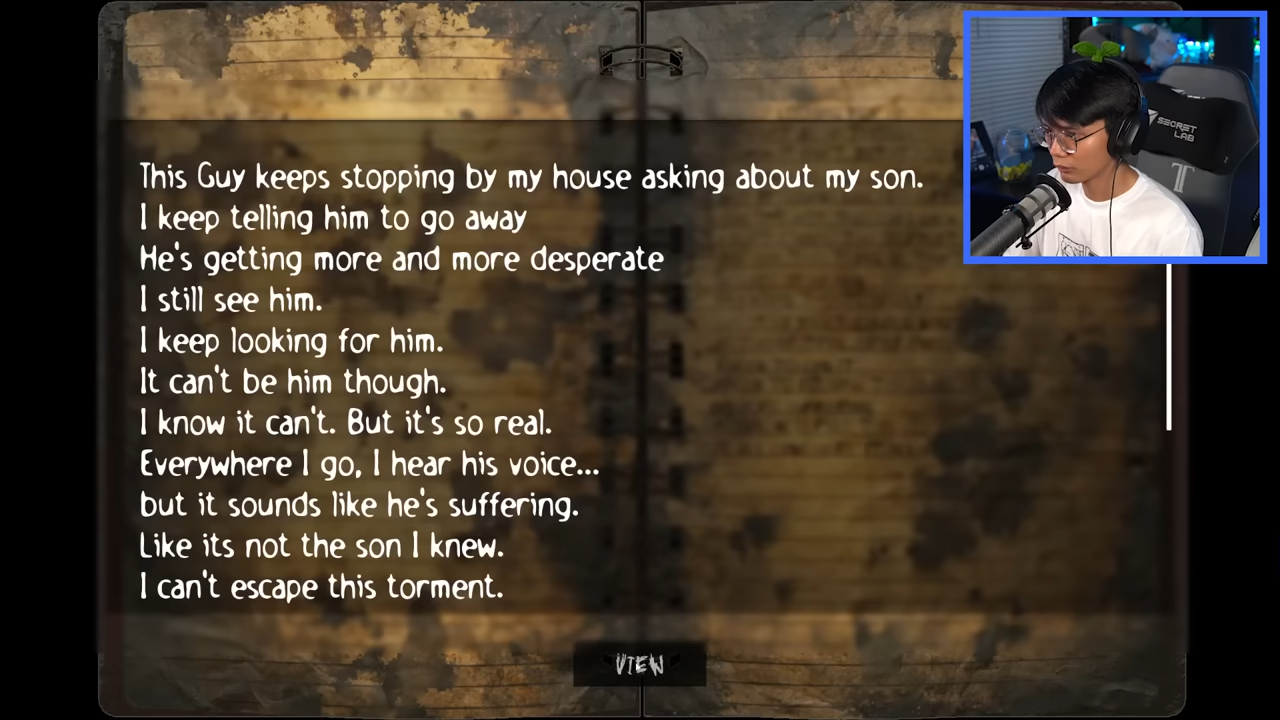 This Guy keeps stopping by my house asking about my son.
I keep telling him to go away
He's getting more and more desperate
I still see him.
I keep looking for him.
It can't be him though.
I know it can't. But it's so real.
Everywhere I go, I hear his voice...
but it sounds like he's suffering.
Like its not the son I knew.
I can't escape this torment.
VIEW
SECRET
LAB